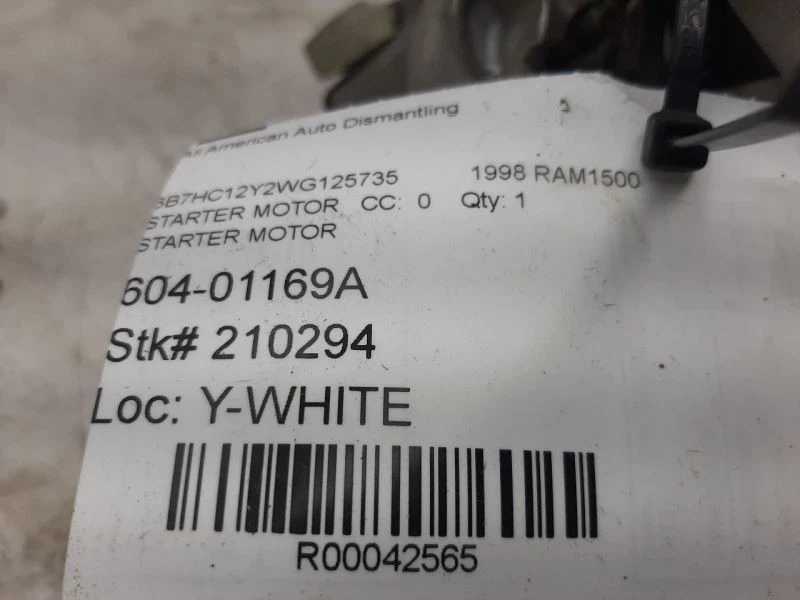 All American Auto Dismantling
3B7HC12Y2WG125735 1998 RAM1500
STARTER MOTOR CC: 0 Qty: 1
STARTER MOTOR
604-01169A
Stk# 210294
Loc: Y-WHITE
R00042565